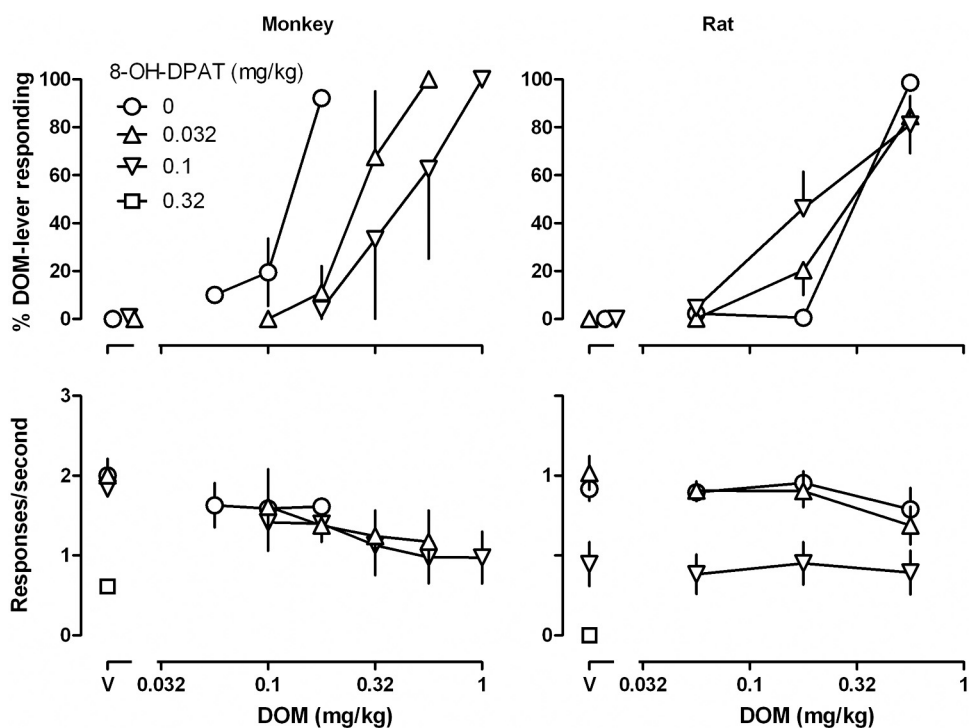 Monkey
Rat
8-OH-DPAT (mg/kg)
0
0.032
0.1
0.32
% DOM-lever responding
100
80
60
40
20
0
100
80
60
40
20
0
Responses/second
3
2
1
0
1
0
V 0.032 0.1 0.32 1
V 0.032 0.1 0.32 1
DOM (mg/kg)
DOM (mg/kg)